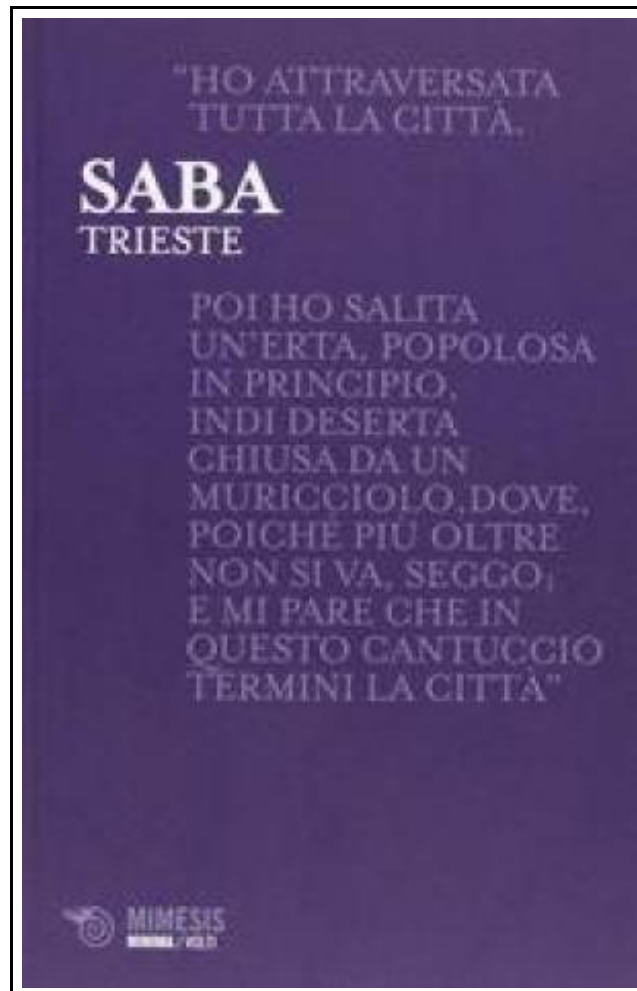 "HO ATTRAVERSATA
TUTTA LA CITTÀ.
SABA
TRIESTE
POI HO SALITA
UN'ERTA, POPOLOSA
IN PRINCIPIO,
INDI DESERTA
CHIUSA DA UN
MURICCIOLO, DOVE,
POICHÉ PIÙ OLTRE
NON SI VA, SEGGO;
E MI PARE CHE IN
QUESTO CANTUCCIO
TERMINI LA CITTÀ"
MIMESIS
/ VOLTI